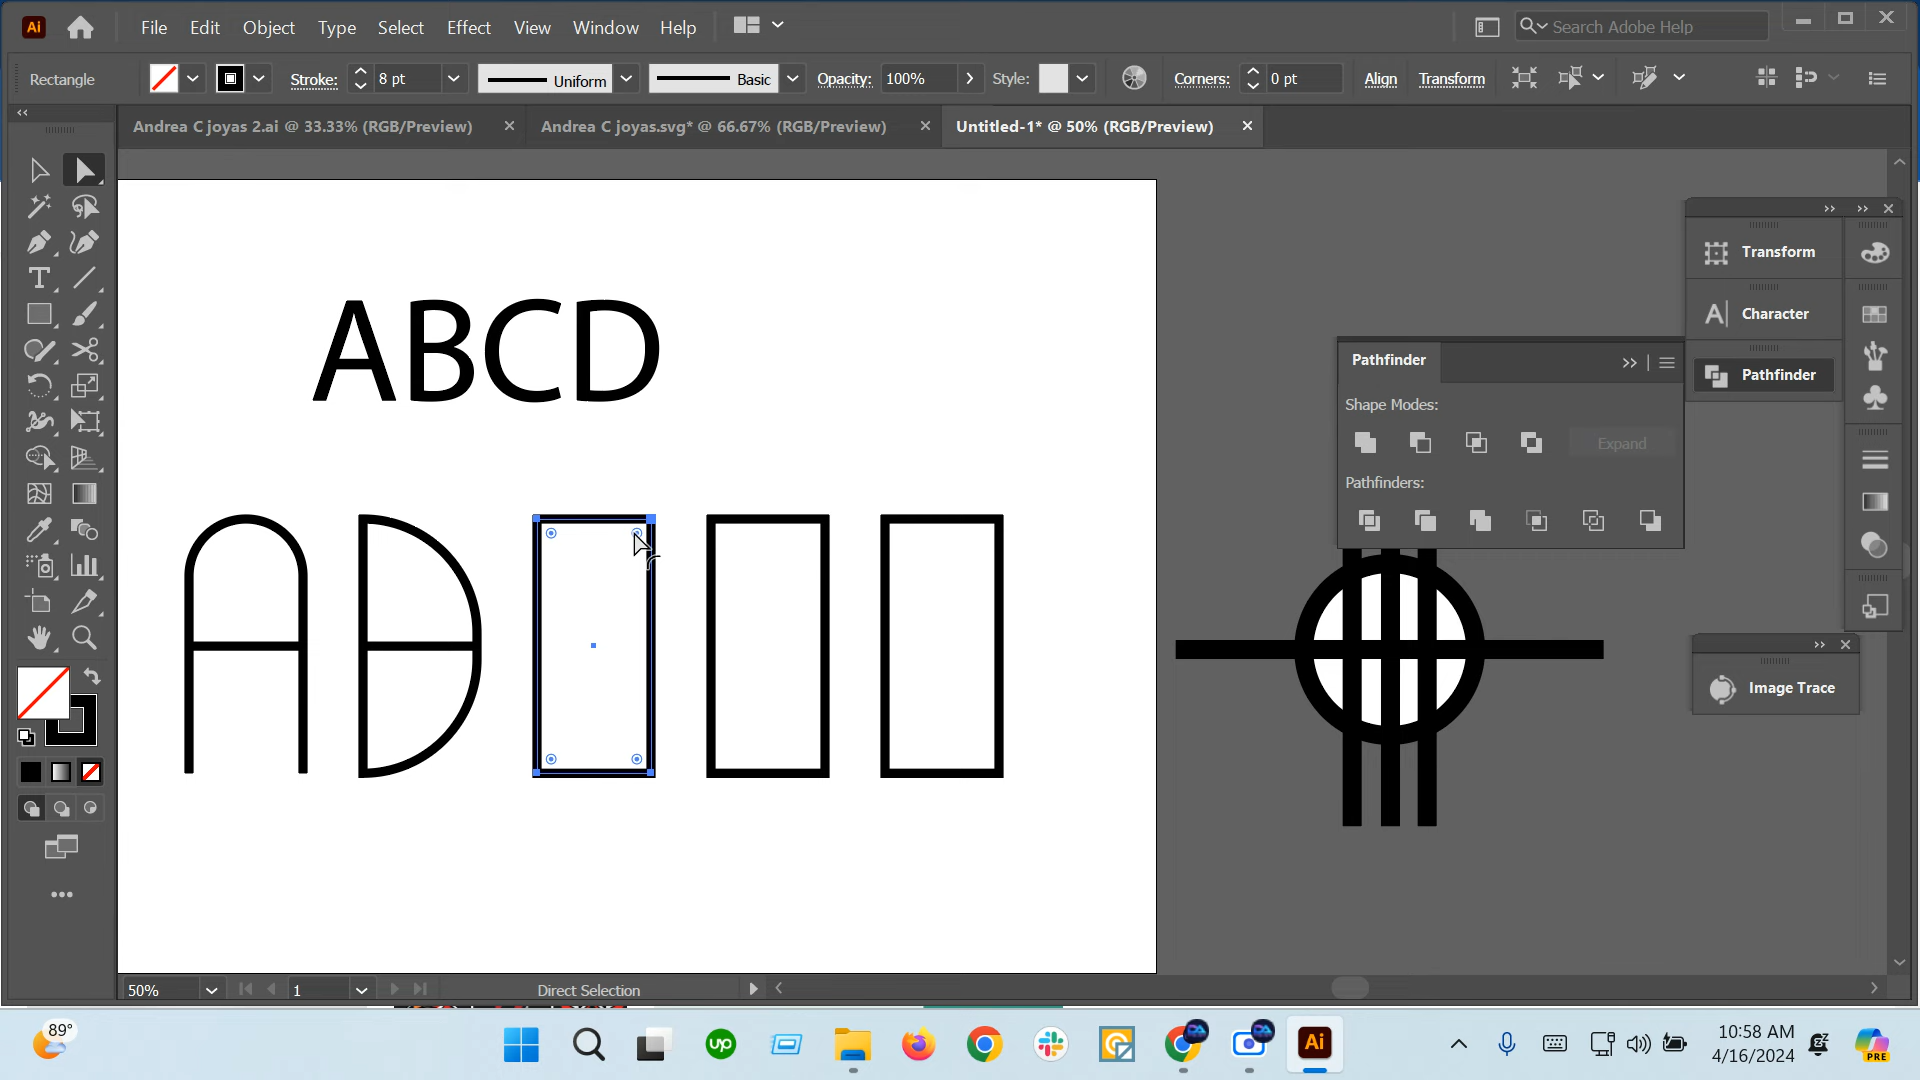 Ai File Edit Object Type Select Effect View Window Help Search Adobe Help
Rectangle Stroke: 8 pt Uniform Basic Opacity: 100% Style: Corners: 0 pt Align Transform
Andrea C joyas 2.ai @ 33.33% (RGB/Preview) Andrea C joyas.svg* @ 66.67% (RGB/Preview) Untitled-1* @ 50% (RGB/Preview)
Transform
Character
Pathfinder
ABCD
Pathfinder
Shape Modes:
Expand
Pathfinders:
A
Image Trace
50% 1 Direct Selection
89°
up
Ai
10:58 AM
4/16/2024
PRE